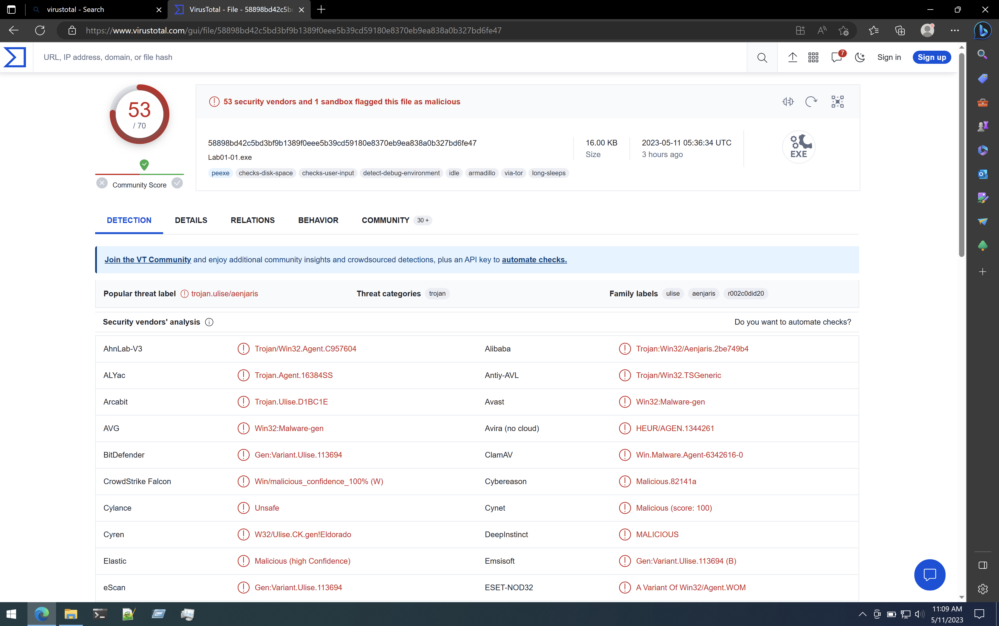 virustotal - Search
VirusTotal - File - 58898bd42c5b
https://www.virustotal.com/gui/file/58898bd42c5bd3bf9b1389f0eee5b39cd59180e8370eb9ea838a0b327bd6fe47
URL, IP address, domain, or file hash
7
Sign in
Sign up
53
/ 70
Community Score
53 security vendors and 1 sandbox flagged this file as malicious
58898bd42c5bd3bf9b1389f0eee5b39cd59180e8370eb9ea838a0b327bd6fe47
Lab01-01.exe
peexe checks-disk-space checks-user-input detect-debug-environment idle armadillo via-tor long-sleeps
16.00 KB
Size
2023-05-11 05:36:34 UTC
3 hours ago
EXE
DETECTION DETAILS RELATIONS BEHAVIOR COMMUNITY 30 +
Join the VT Community and enjoy additional community insights and crowdsourced detections, plus an API key to automate checks.
Popular threat label trojan.ulise/aenjaris Threat categories trojan Family labels ulise aenjaris r002c0did20
Security vendors' analysis Do you want to automate checks?
AhnLab-V3 Trojan/Win32.Agent.C957604 Alibaba Trojan:Win32/Aenjaris.2be749b4
ALYac Trojan.Agent.16384SS Antiy-AVL Trojan/Win32.TSGeneric
Arcabit Trojan.Ulise.D1BC1E Avast Win32:Malware-gen
AVG Win32:Malware-gen Avira (no cloud) HEUR/AGEN.1344261
BitDefender Gen:Variant.Ulise.113694 ClamAV Win.Malware.Agent-6342616-0
CrowdStrike Falcon Win/malicious_confidence_100% (W) Cybereason Malicious.82141a
Cylance Unsafe Cynet Malicious (score: 100)
Cyren W32/Ulise.CK.gen!Eldorado DeepInstinct MALICIOUS
Elastic Malicious (high Confidence) Emsisoft Gen:Variant.Ulise.113694 (B)
eScan Gen:Variant.Ulise.113694 ESET-NOD32 A Variant Of Win32/Agent.WOM
11:09 AM
5/11/2023